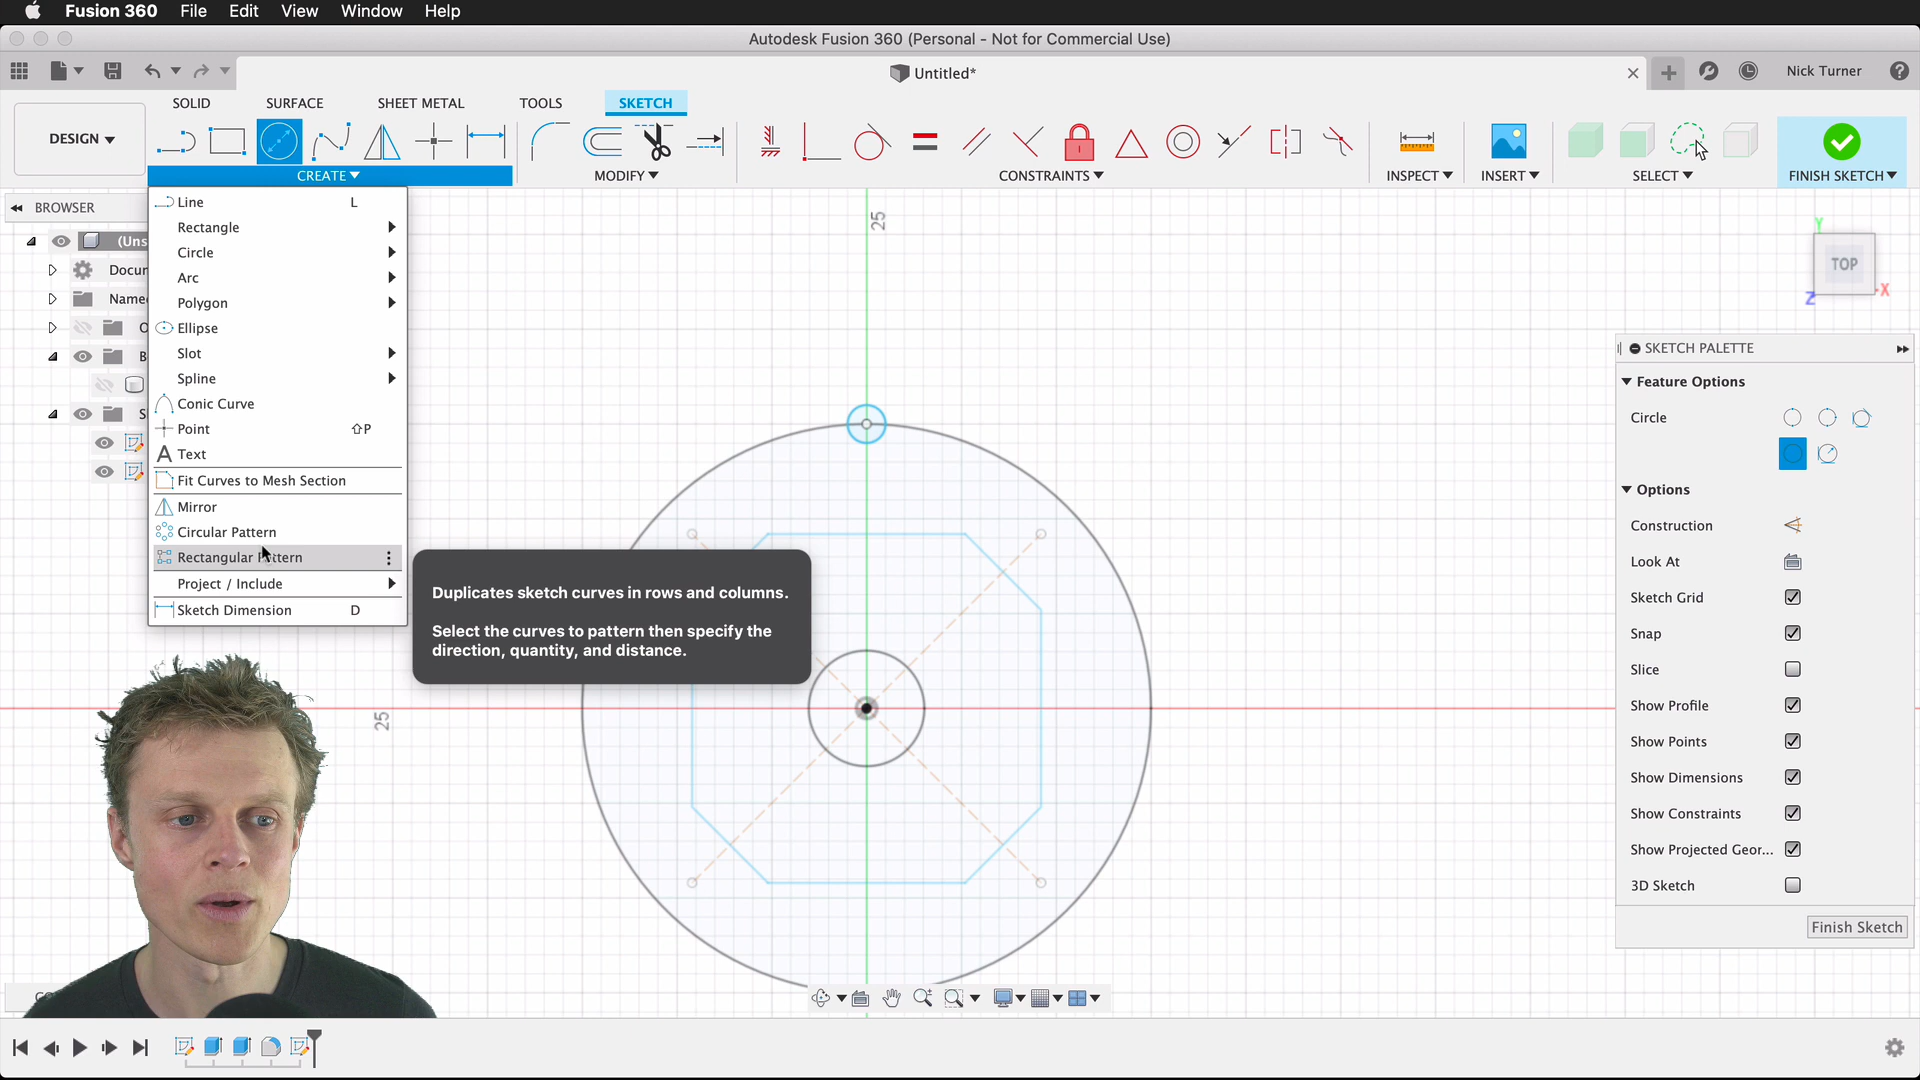 Fusion 360 File Edit View Window Help
Autodesk Fusion 360 (Personal - Not for Commercial Use)
Untitled*
Nick Turner
SOLID SURFACE SHEET METAL TOOLS SKETCH
DESIGN
CREATE MODIFY CONSTRAINTS INSPECT INSERT SELECT FINISH SKETCH
BROWSER
(Uns
Docu
Name
O
B
S
Line L
Rectangle
Circle
Arc
Polygon
Ellipse
Slot
Spline
Conic Curve
Point ⇧P
Text
Fit Curves to Mesh Section
Mirror
Circular Pattern
Rectangular Pattern
Project / Include
Sketch Dimension D
Duplicates sketch curves in rows and columns.
Select the curves to pattern then specify the
direction, quantity, and distance.
25
25
Y
TOP
X
Z
SKETCH PALETTE
Feature Options
Circle
Options
Construction
Look At
Sketch Grid
Snap
Slice
Show Profile
Show Points
Show Dimensions
Show Constraints
Show Projected Geor...
3D Sketch
Finish Sketch